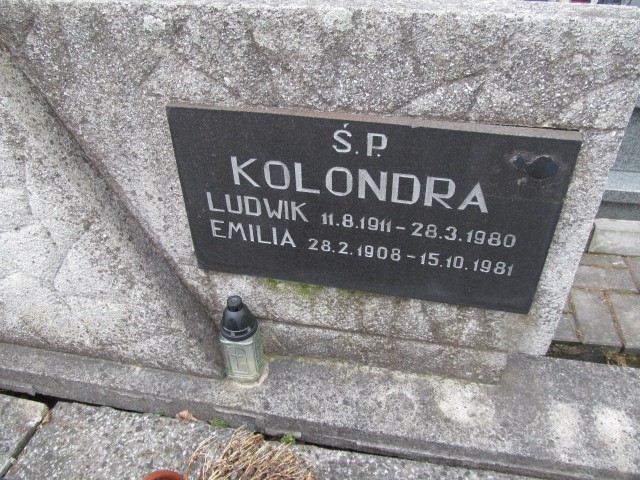 Ś.P.
KOLONDRA
LUDWIK 11.8.1911 - 28.3.1980
EMILIA 28.2.1908 - 15.10.1981